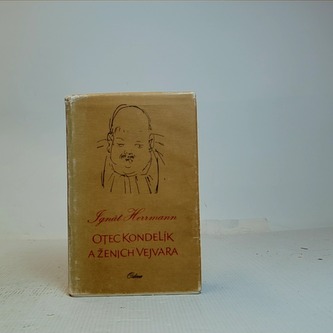 Ignát Herrmann
OTEC KONDELÍK
A ŽENICH VEJVARA
Odeon